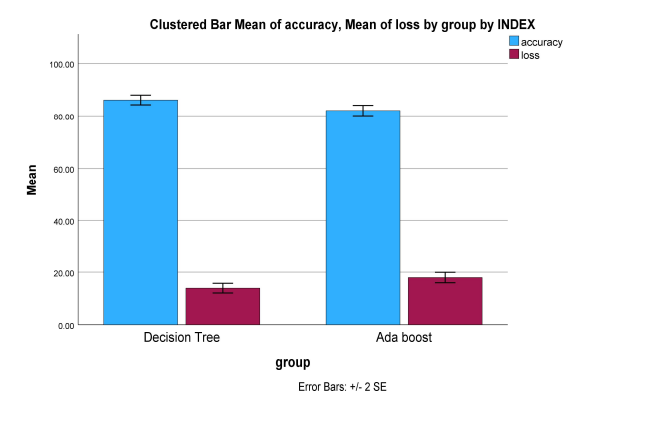 Clustered Bar Mean of accuracy, Mean of loss by group by INDEX
accuracy
loss
100.00
80.00
60.00
40.00
20.00
0.00
Mean
Decision Tree
Ada boost
group
Error Bars: +/- 2 SE